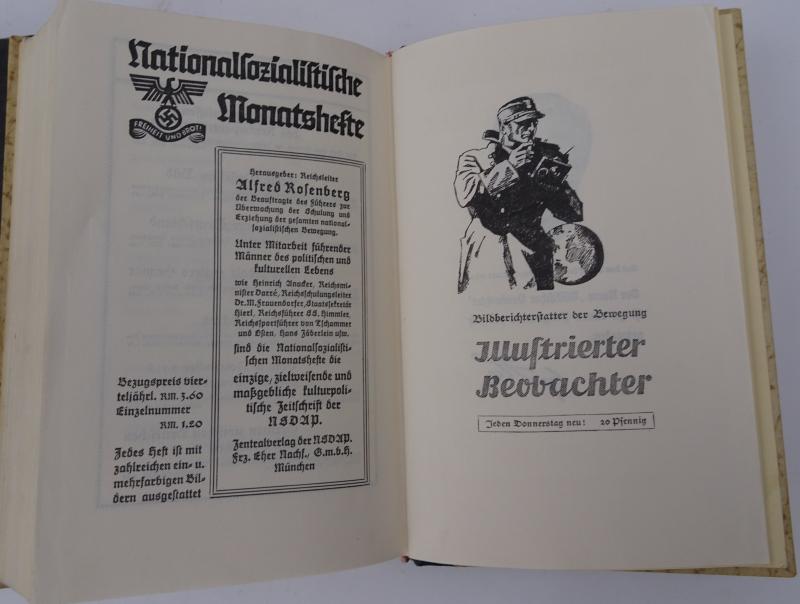 Nationalsozialistische
Monatshefte
FREIHEIT UND BROT!
Herausgeber: Reichsleiter
Alfred Rosenberg
der Beauftragte des Führers zur
Überwachung der Schulung und
Erziehung der gesamten national-
sozialistischen Bewegung.
Unter Mitarbeit führender
Männer des politischen und
kulturellen Lebens
wie Heinrich Anacker, Reichsmi-
nister Darré, Reichsschulungsleiter
Dr. M. Frauendorfer, Staatssekretär
Hierl, Reichsführer SS. Himmler,
Reichssportführer von Tschammer
und Osten, Hans Zöberlein usw.
sind die Nationalsozialisti-
schen Monatshefte die
einzige, zielweisende und
maßgebliche kulturpoli-
tische Zeitschrift der
NSDAP.
Zentralverlag der NSDAP.
Frz. Eher Nachf., G.m.b.H.
München
Bezugspreis vier-
teljährl. RM. 3.60
Einzelnummer
RM. 1.20
Jedes Heft ist mit
zahlreichen ein- u.
mehrfarbigen Bil-
dern ausgestattet
Bildberichterstatter der Bewegung
Illustrierter
Beobachter
Jeden Donnerstag neu! 20 Pfennig